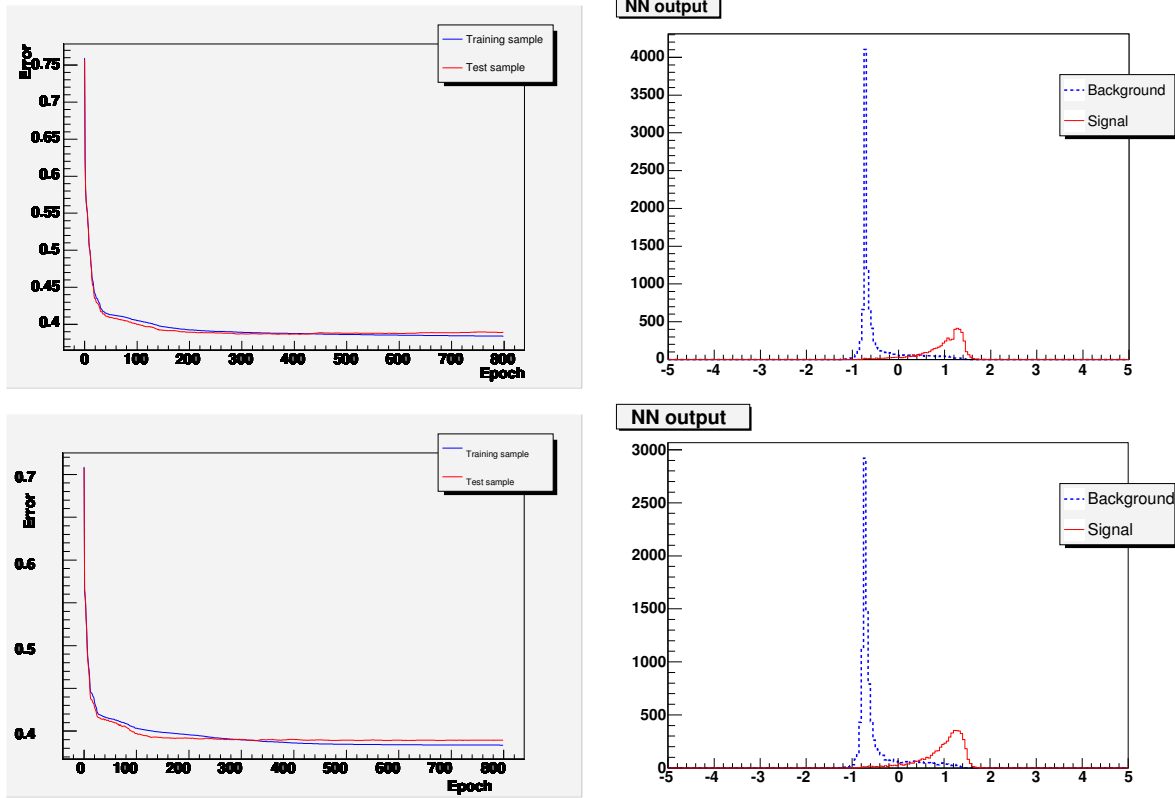 Error
0.75
0.7
0.65
0.6
0.55
0.5
0.45
0.4
Training sample
Test sample
0 100 200 300 400 500 600 700 800
Epoch
NN output
4000
3500
3000
2500
2000
1500
1000
500
0
Background
Signal
-5 -4 -3 -2 -1 0 1 2 3 4 5
Error
0.7
0.6
0.5
0.4
Training sample
Test sample
0 100 200 300 400 500 600 700 800
Epoch
NN output
3000
2500
2000
1500
1000
500
0
Background
Signal
-5 -4 -3 -2 -1 0 1 2 3 4 5